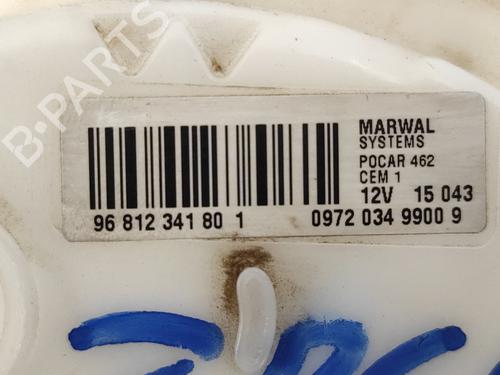 B-PARTS
MARWAL
SYSTEMS
POCAR 462
CEM 1
12V 15 043
96 812 341 80 1
0972 034 9900 9